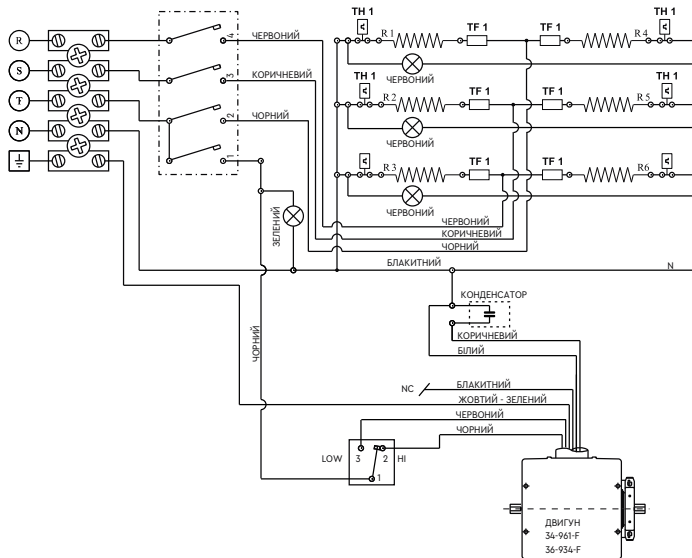 TH 1
TH 1
R
R 1
TF 1
TF 1
R 4
4
ЧЕРВОНИЙ
ЧЕРВОНИЙ
S
TH 1
TH 1
3
КОРИЧНЕВИЙ
T
R 2
TF 1
TF 1
R 5
2
ЧОРНИЙ
N
ЧЕРВОНИЙ
1
R 3
TF 1
TF 1
R6
ЧЕРВОНИЙ
ЗЕЛЕНИЙ
ЧЕРВОНИЙ
КОРИЧНЕВИЙ
ЧОРНИЙ
БЛАКИТНИЙ
N
КОНДЕНСАТОР
ЧОРНИЙ
КОРИЧНЕВИЙ
БІЛИЙ
NC
БЛАКИТНИЙ
ЖОВТИЙ - ЗЕЛЕНИЙ
ЧЕРВОНИЙ
ЧОРНИЙ
LOW
3
2
HI
1
ДВИГУН
34-961-F
36-934-F